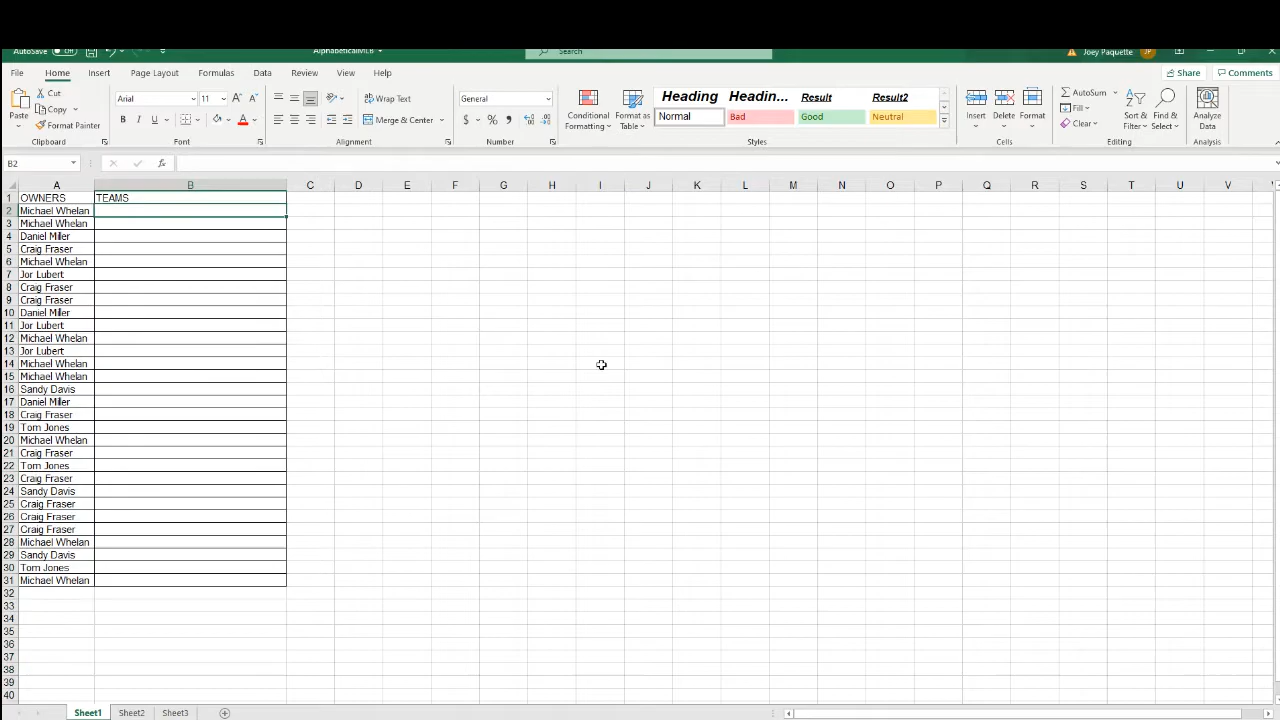 AutoSave Off AlphabeticalMLB Search Joey Paquette JP
File Home Insert Page Layout Formulas Data Review View Help Share Comments
Paste Cut Copy Format Painter
Arial 11 A A
B I U A
Wrap Text
Merge & Center
General
$ % 9
Conditional Formatting
Format as Table
Heading Headin... Result Result2
Normal Bad Good Neutral
Insert Delete Format
AutoSum
Fill
Clear
Sort & Filter
Find & Select
Analyze Data
Clipboard Font Alignment Number Styles Cells Editing Analysis
B2 fx
A B C D E F G H I J K L M N O P Q R S T U V
1 OWNERS TEAMS
2 Michael Whelan
3 Michael Whelan
4 Daniel Miler
5 Craig Fraser
6 Michael Whelan
7 Jor Lubert
8 Craig Fraser
9 Craig Fraser
10 Daniel Miler
11 Jor Lubert
12 Michael Whelan
13 Jor Lubert
14 Michael Whelan
15 Michael Whelan
16 Sandy Davis
17 Daniel Miler
18 Craig Fraser
19 Tom Jones
20 Michael Whelan
21 Craig Fraser
22 Tom Jones
23 Craig Fraser
24 Sandy Davis
25 Craig Fraser
26 Craig Fraser
27 Craig Fraser
28 Michael Whelan
29 Sandy Davis
30 Tom Jones
31 Michael Whelan
32
33
34
35
36
37
38
39
40
Sheet1 Sheet2 Sheet3